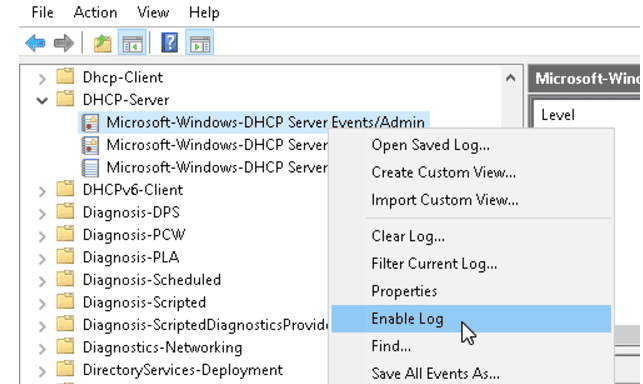 File Action View Help
Dhcp-Client
DHCP-Server
Microsoft-Windows-DHCP Server Events/Admin
Microsoft-Windows-DHCP Server
Microsoft-Windows-DHCP Server
DHCPv6-Client
Diagnosis-DPS
Diagnosis-PCW
Diagnosis-PLA
Diagnosis-Scheduled
Diagnosis-Scripted
Diagnosis-ScriptedDiagnosticsProvide
Diagnostics-Networking
DirectoryServices-Deployment
Microsoft-Wind
Level
Open Saved Log...
Create Custom View...
Import Custom View...
Clear Log...
Filter Current Log...
Properties
Enable Log
Find...
Save All Events As...